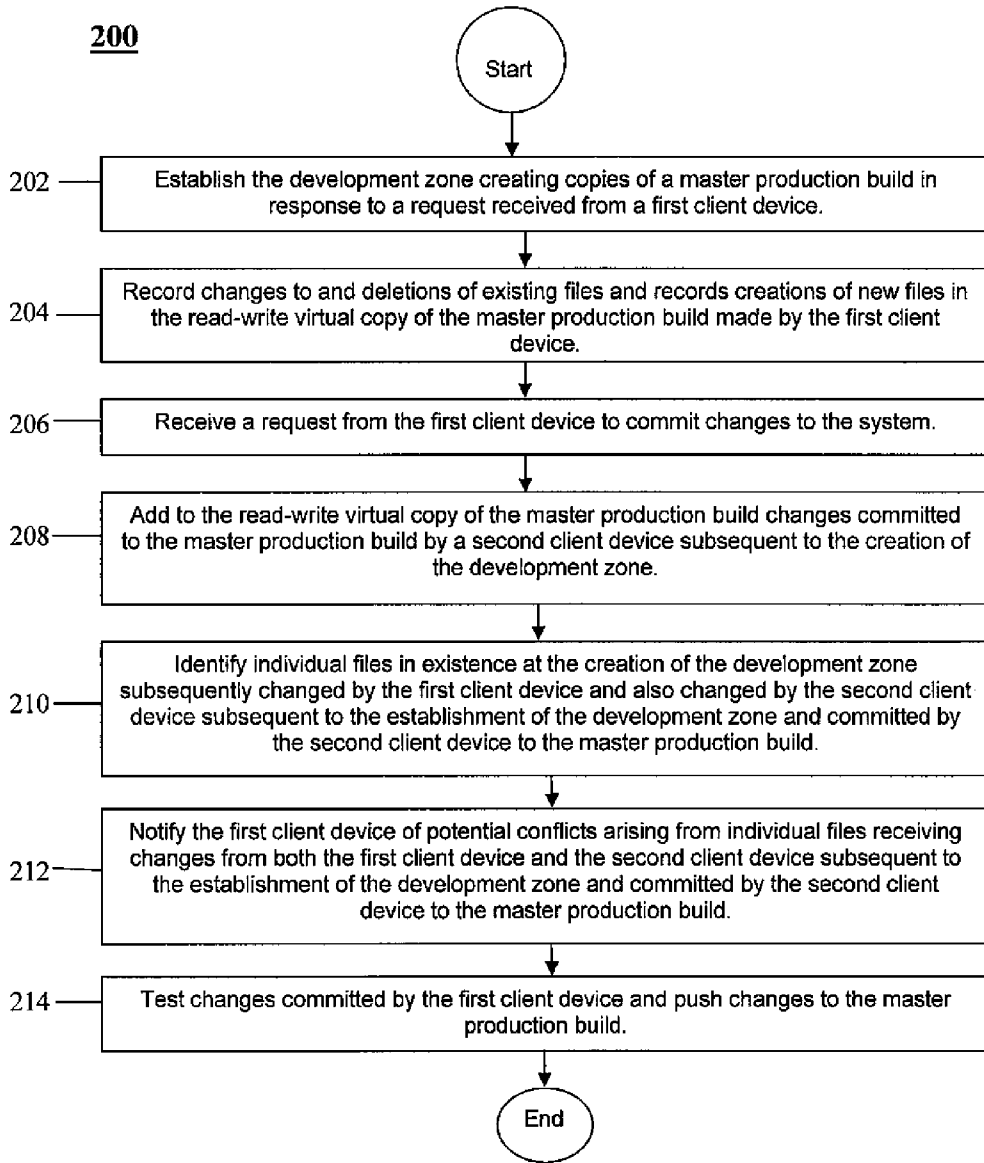 200
Start
202
Establish the development zone creating copies of a master production build in
response to a request received from a first client device.
204
Record changes to and deletions of existing files and records creations of new files in
the read-write virtual copy of the master production build made by the first client
device.
206
Receive a request from the first client device to commit changes to the system.
208
Add to the read-write virtual copy of the master production build changes committed
to the master production build by a second client device subsequent to the creation of
the development zone.
210
Identify individual files in existence at the creation of the development zone
subsequently changed by the first client device and also changed by the second client
device subsequent to the establishment of the development zone and committed by
the second client device to the master production build.
212
Notify the first client device of potential conflicts arising from individual files receiving
changes from both the first client device and the second client device subsequent to
the establishment of the development zone and committed by the second client
device to the master production build.
214
Test changes committed by the first client device and push changes to the master
production build.
End